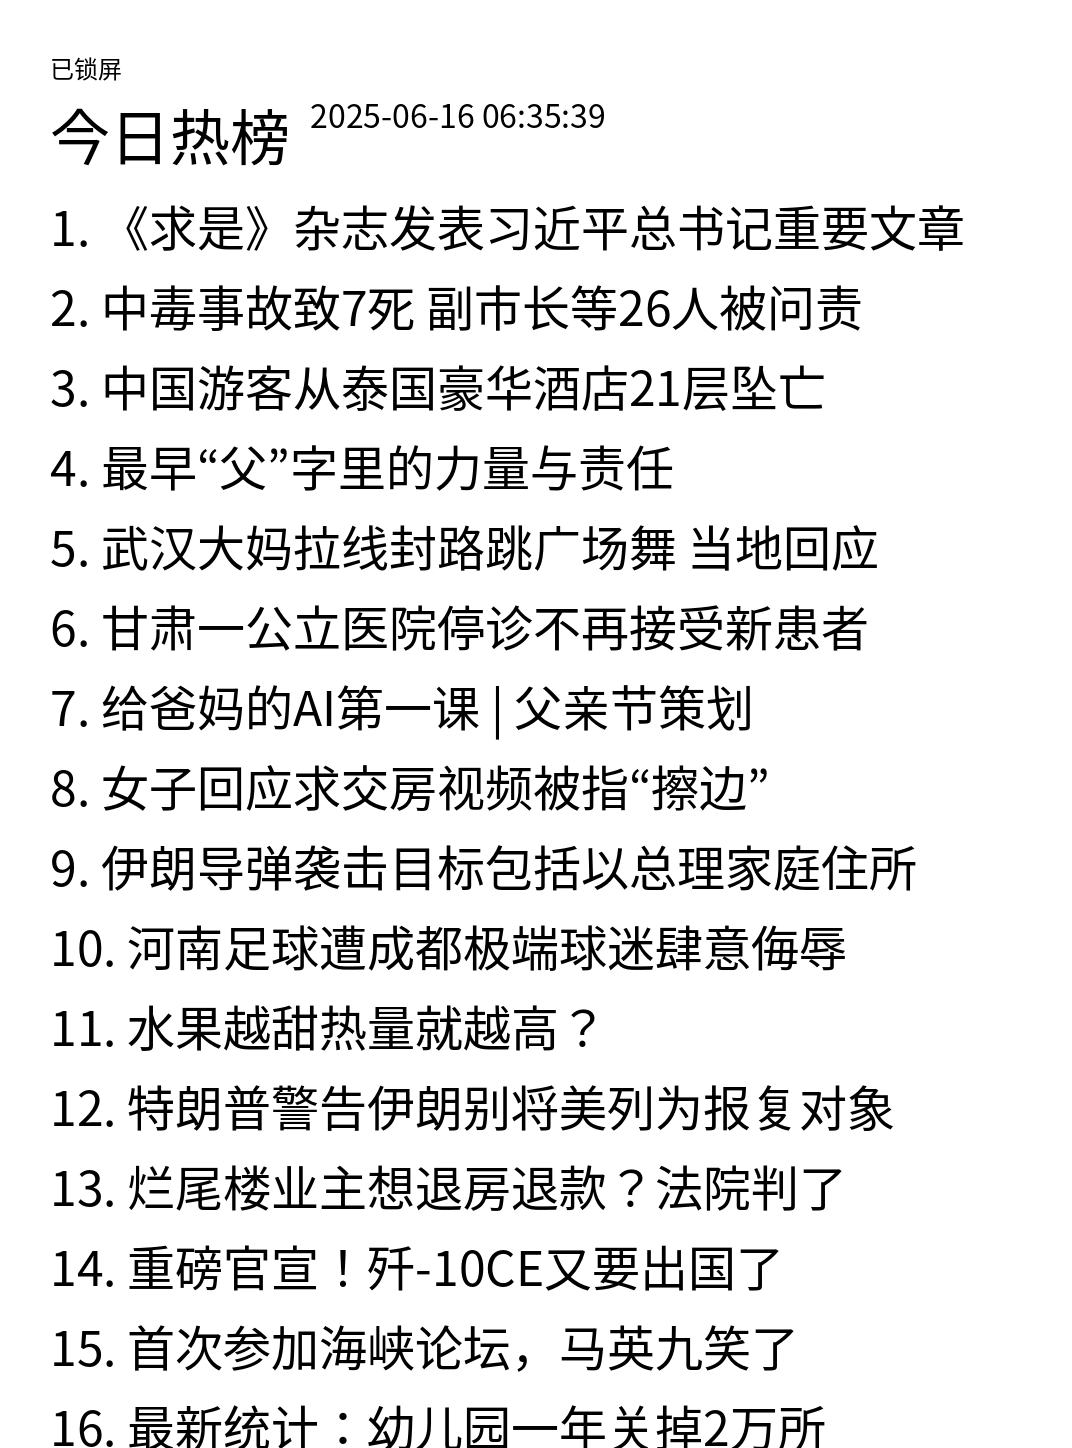 已锁屏
今日热榜 2025-06-16 06:35:39
1. 《求是》杂志发表习近平总书记重要文章
2. 中毒事故致7死 副市长等26人被问责
3. 中国游客从泰国豪华酒店21层坠亡
4. 最早“父”字里的力量与责任
5. 武汉大妈拉线封路跳广场舞 当地回应
6. 甘肃一公立医院停诊不再接受新患者
7. 给爸妈的AI第一课 | 父亲节策划
8. 女子回应求交房视频被指“擦边”
9. 伊朗导弹袭击目标包括以总理家庭住所
10. 河南足球遭成都极端球迷肆意侮辱
11. 水果越甜热量就越高？
12. 特朗普警告伊朗别将美列为报复对象
13. 烂尾楼业主想退房退款？法院判了
14. 重磅官宣！歼-10CE又要出国了
15. 首次参加海峡论坛，马英九笑了
16. 最新统计：幼儿园一年关掉2万所